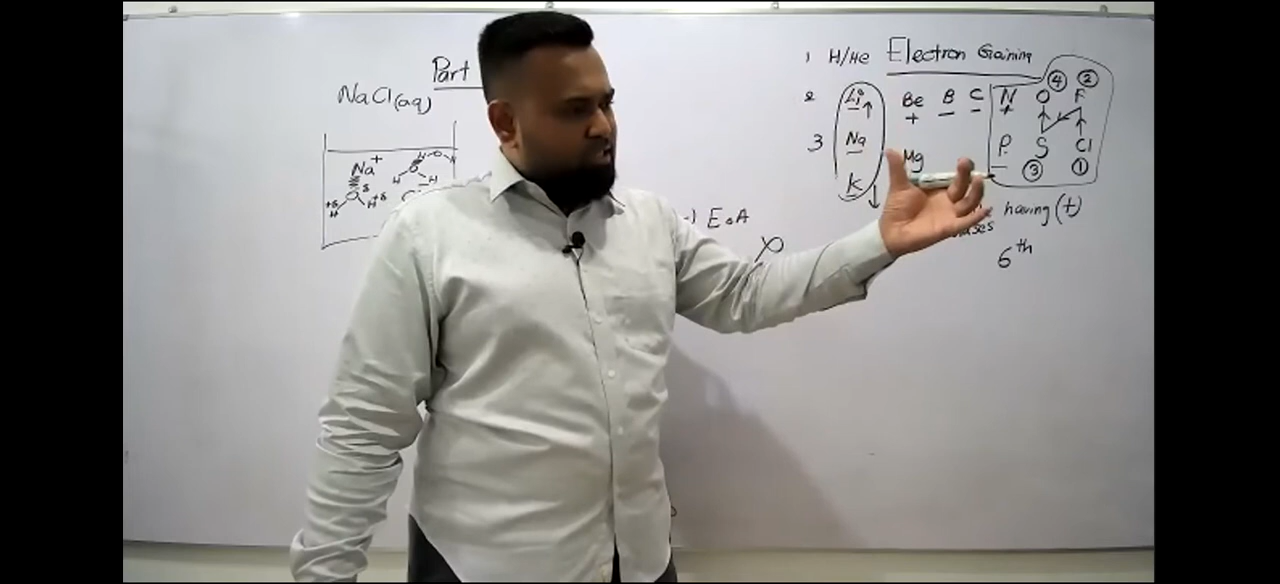 Part
NaCl(aq)
Na+
δ
+δ
H
H+δ
H
H
H
1 H/He Electron Gaining
④ ②
2 Li Be B C N O F
+ +
3 Na Mg P S Cl
③ ①
K
E.A
having (+)
6th